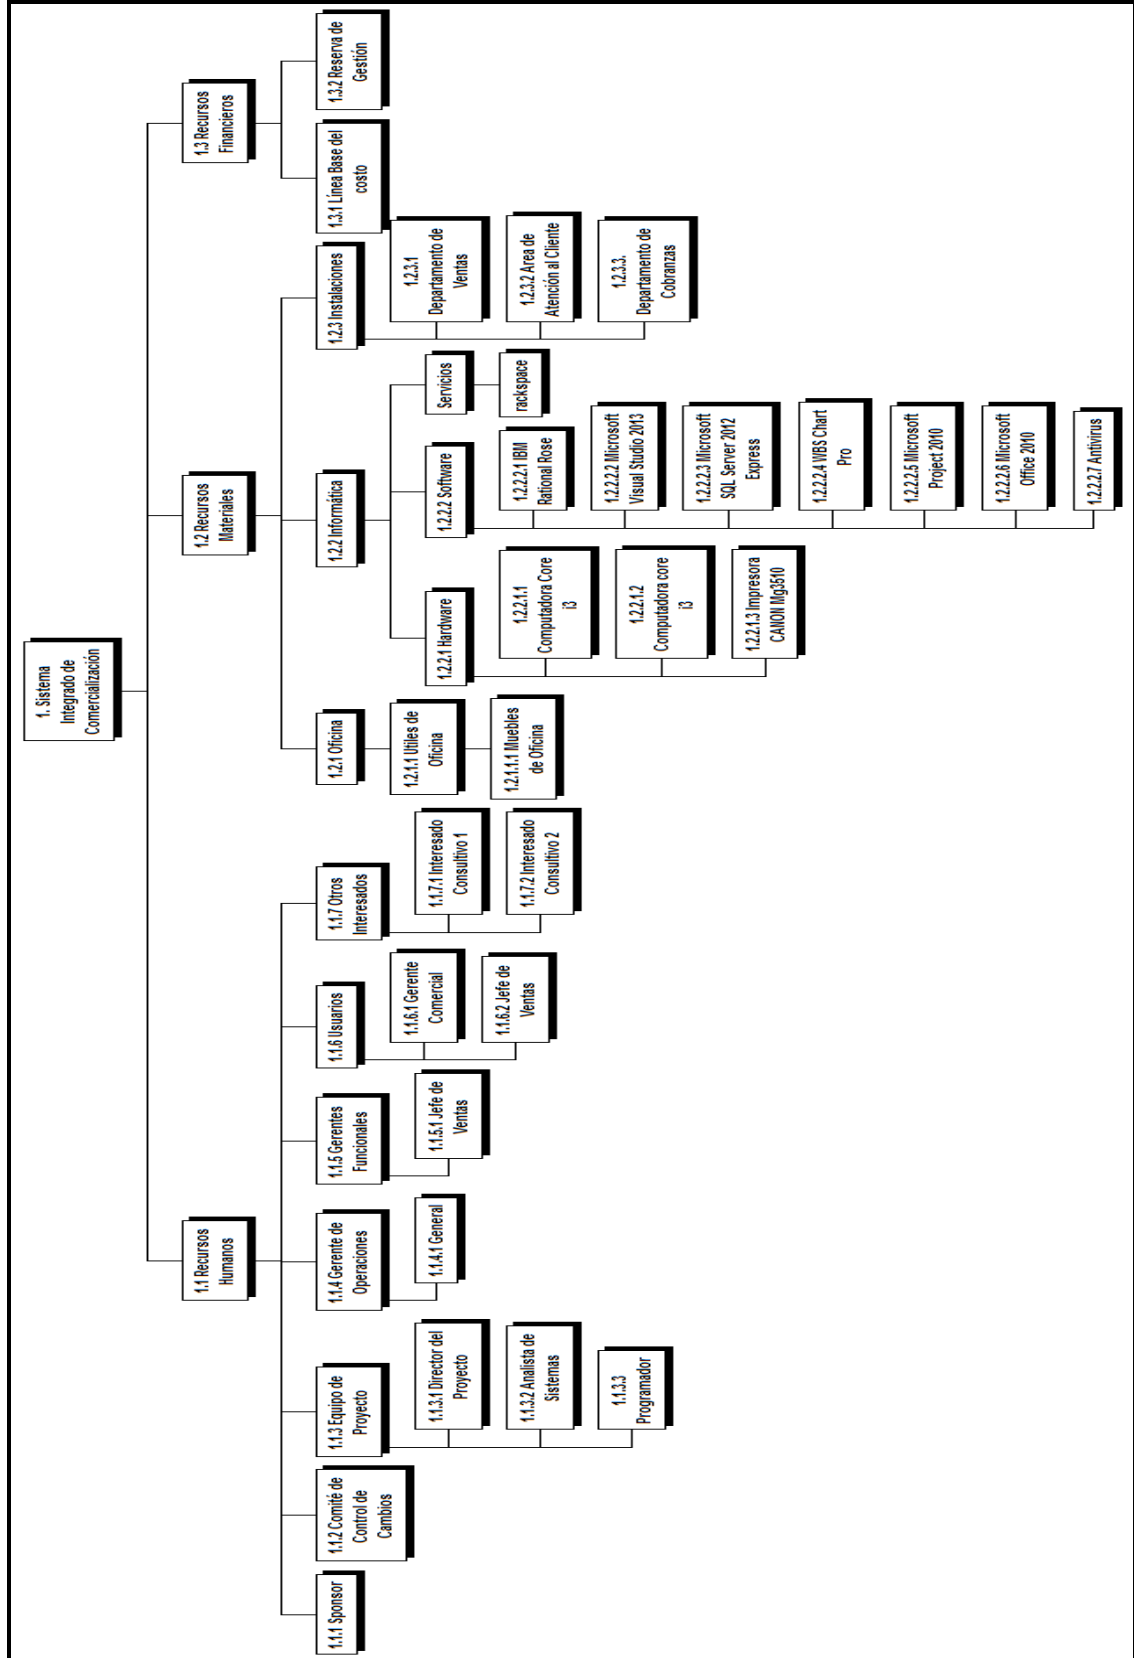 1. Sistema
Integrado de
Comercialización
1.1 Recursos
Humanos
1.1.1 Sponsor
1.1.2 Comité de
Control de
Cambios
1.1.3 Equipo de
Proyecto
1.1.3.1 Director del
Proyecto
1.1.3.2 Analista de
Sistemas
1.1.3.3
Programador
1.1.4 Gerente de
Operaciones
1.1.4.1 General
1.1.5 Gerentes
Funcionales
1.1.5.1 Jefe de
Ventas
1.1.6 Usuarios
1.1.6.1 Gerente
Comercial
1.1.6.2 Jefe de
Ventas
1.1.7 Otros
Interesados
1.1.7.1 Interesado
Consultivo 1
1.1.7.2 Interesado
Consultivo 2
1.2 Recursos
Materiales
1.2.1 Oficina
1.2.1.1 Utiles de
Oficina
1.2.1.1.1 Muebles
de Oficina
1.2.2 Informática
1.2.2.1 Hardware
1.2.2.1.1
Computadora Core
i3
1.2.2.1.2
Computadora core
i3
1.2.2.1.3 Impresora
CANON Mg3510
1.2.2.2 Software
1.2.2.2.1 IBM
Rational Rose
1.2.2.2.2 Microsoft
Visual Studio 2013
1.2.2.2.3 Microsoft
SQL Server 2012
Express
1.2.2.2.4 WBS Chart
Pro
1.2.2.2.5 Microsoft
Project 2010
1.2.2.2.6 Microsoft
Office 2010
1.2.2.2.7 Antivirus
Servicios
rackspace
1.2.3 Instalaciones
1.2.3.1
Departamento de
Ventas
1.2.3.2 Area de
Atención al Cliente
1.2.3.3.
Departamento de
Cobranzas
1.3 Recursos
Financieros
1.3.1 Línea Base del
costo
1.3.2 Reserva de
Gestión